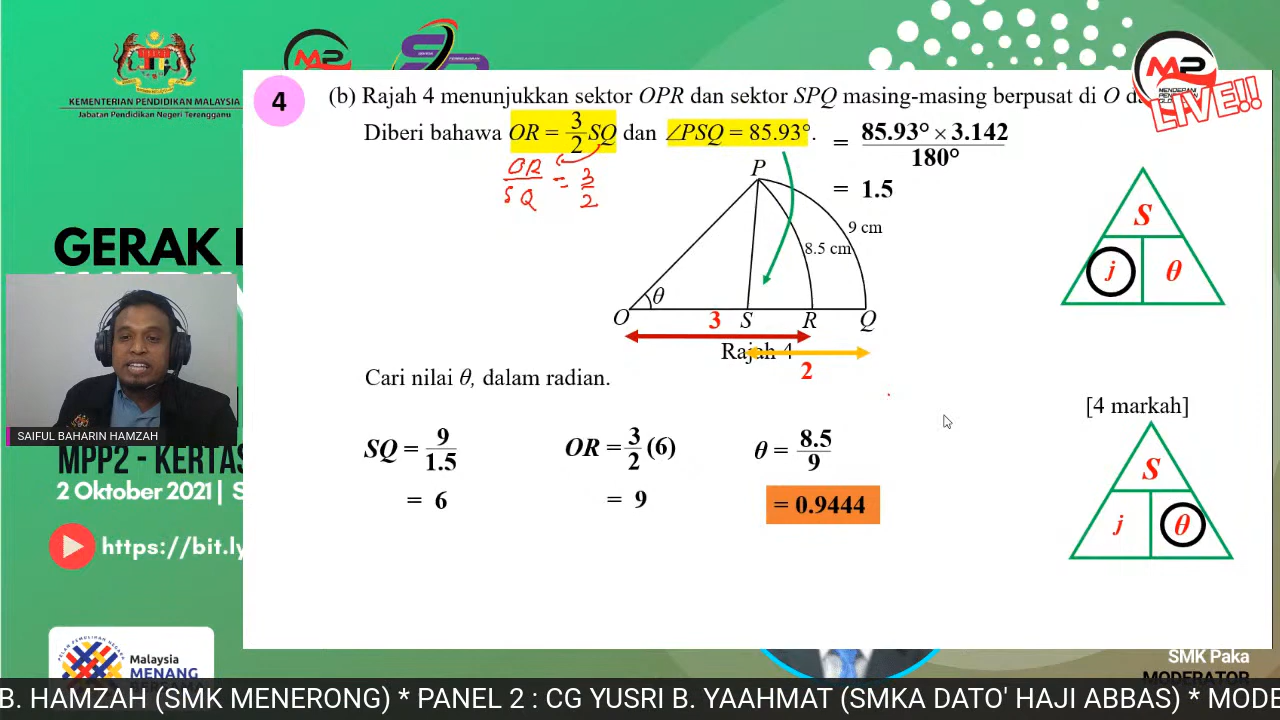 KEMENTERIAN PENDIDIKAN MALAYSIA
Jabatan Pendidikan Negeri Terengganu
MP
MP
LIVE!!!
4
(b) Rajah 4 menunjukkan sektor OPR dan sektor SPQ masing-masing berpusat di O
Diberi bahawa OR = 3/2 SQ dan ∠PSQ = 85.93°.
= 85.93° × 3.142 / 180°
= 1.5
OR/SQ = 3/2
P
9 cm
8.5 cm
θ
O
S
R
Q
3
Rajah 4
2
S
j
θ
Cari nilai θ, dalam radian.
[4 markah]
SQ = 9/1.5
= 6
OR = 3/2 (6)
= 9
θ = 8.5/9
= 0.9444
S
j
θ
GERAK
SAIFUL BAHARIN HAMZAH
MPP2 - KERTAS
2 Oktober 2021|
https://bit.ly
Malaysia
MENANG
BERSAMA
SMK Paka
MODERATOR
B. HAMZAH (SMK MENERONG) * PANEL 2 : CG YUSRI B. YAAHMAT (SMKA DATO' HAJI ABBAS) *